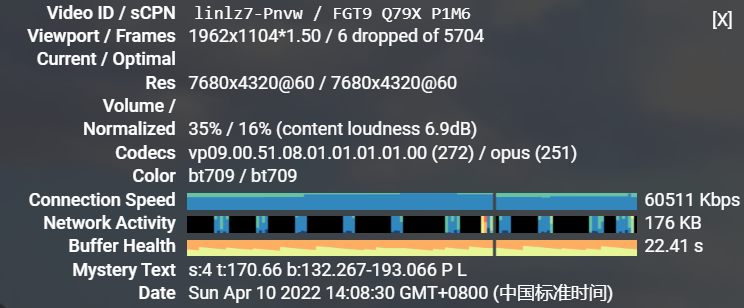 Video ID / sCPN linlz7-Pnvw / FGT9 Q79X P1M6
[X]
Viewport / Frames 1962x1104*1.50 / 6 dropped of 5704
Current / Optimal
Res 7680x4320@60 / 7680x4320@60
Volume /
Normalized 35% / 16% (content loudness 6.9dB)
Codecs vp09.00.51.08.01.01.01.01.00 (272) / opus (251)
Color bt709 / bt709
Connection Speed 60511 Kbps
Network Activity 176 KB
Buffer Health 22.41 s
Mystery Text s:4 t:170.66 b:132.267-193.066 P L
Date Sun Apr 10 2022 14:08:30 GMT+0800 (中国标准时间)